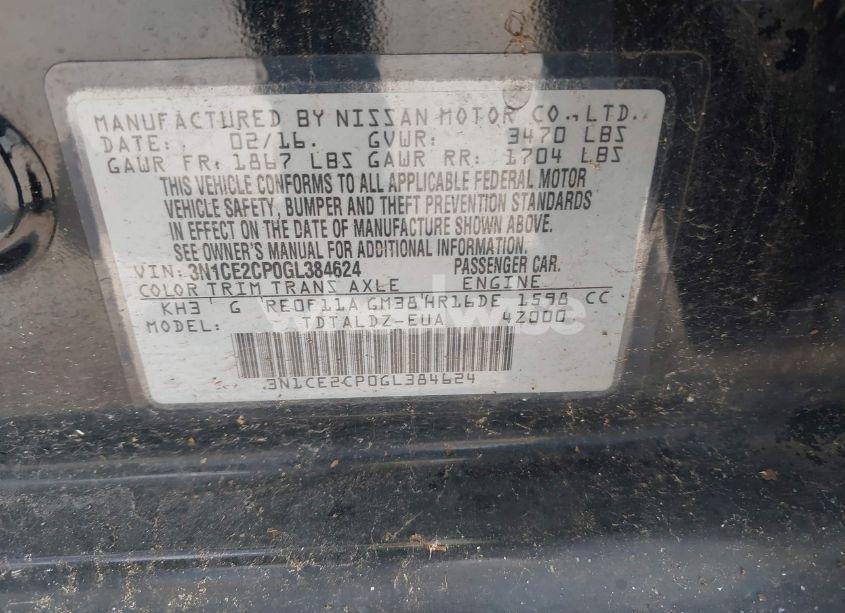 MANUFACTURED BY NISSAN MOTOR CO.,LTD.
DATE: 02/16. GVWR: 3470 LBS
GAWR FR: 1867 LBS GAWR RR: 1704 LBS
THIS VEHICLE CONFORMS TO ALL APPLICABLE FEDERAL MOTOR
VEHICLE SAFETY, BUMPER AND THEFT PREVENTION STANDARDS
IN EFFECT ON THE DATE OF MANUFACTURE SHOWN ABOVE.
SEE OWNER'S MANUAL FOR ADDITIONAL INFORMATION.
VIN: 3N1CE2CP0GL384624 PASSENGER CAR.
COLOR TRIM TRANS AXLE ENGINE
KH3 G RE0F11A GM38 HR16DE 1598 CC
MODEL: TDTALDZ-EUA 42000
3N1CE2CP0GL384624